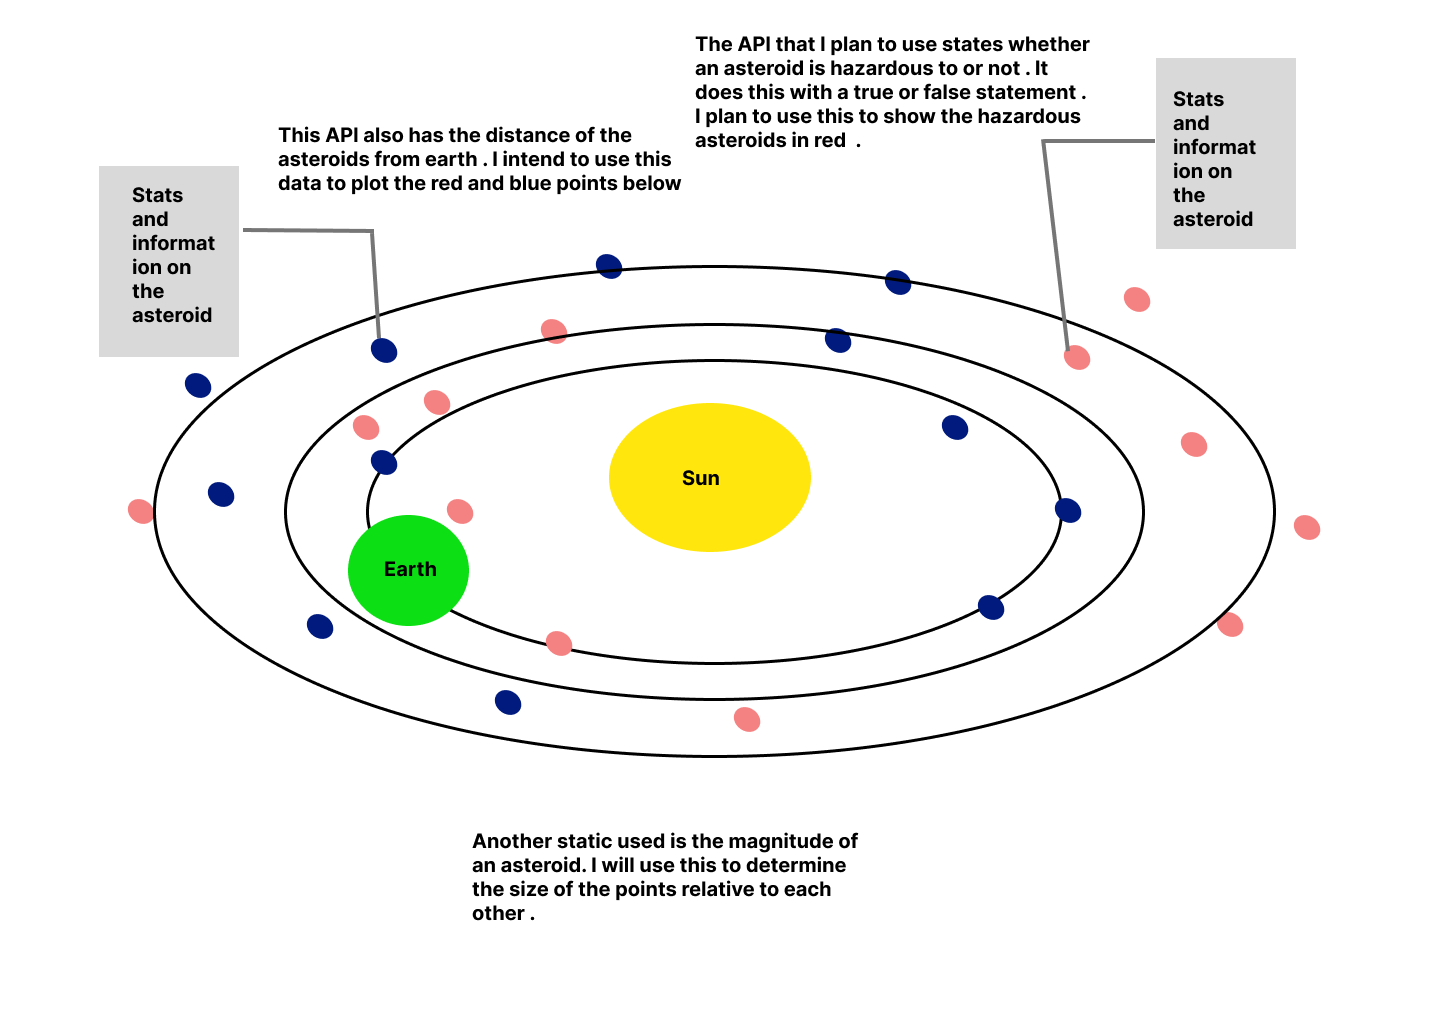 The API that I plan to use states whether
an asteroid is hazardous to or not . It
does this with a true or false statement .
I plan to use this to show the hazardous
asteroids in red  .
Stats
and
informat
ion on
the
asteroid
This API also has the distance of the
asteroids from earth . I intend to use this
data to plot the red and blue points below
Stats
and
informat
ion on
the
asteroid
Sun
Earth
Another static used is the magnitude of
an asteroid. I will use this to determine
the size of the points relative to each
other .